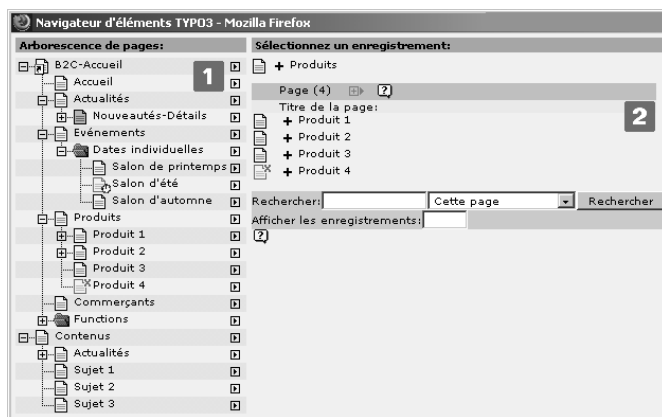 Navigateur d'éléments TYPO3 - Mozilla Firefox
Arborescence de pages:
B2C-Accueil
1
Accueil
Actualités
Nouveautés-Détails
Evénements
Dates individuelles
Salon de printemps
Salon d'été
Salon d'automne
Produits
Produit 1
Produit 2
Produit 3
Produit 4
Commerçants
Functions
Contenus
Actualités
Sujet 1
Sujet 2
Sujet 3
Sélectionnez un enregistrement:
+ Produits
Page (4) ?
2
Titre de la page:
+ Produit 1
+ Produit 2
+ Produit 3
+ Produit 4
Rechercher: Cette page Rechercher
Afficher les enregistrements:
?